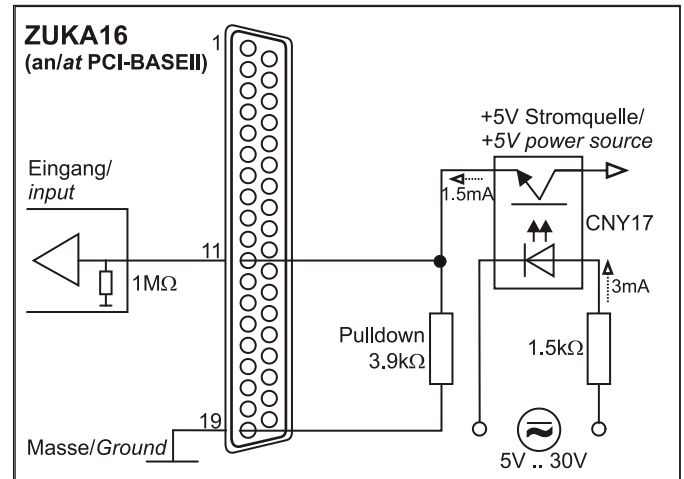 ZUKA16
(an/at PCI-BASEII)
1
+5V Stromquelle/
+5V power source
Eingang/
input
1.5mA
CNY17
11
1MΩ
3mA
Pulldown
3.9kΩ
1.5kΩ
19
Masse/Ground
5V .. 30V